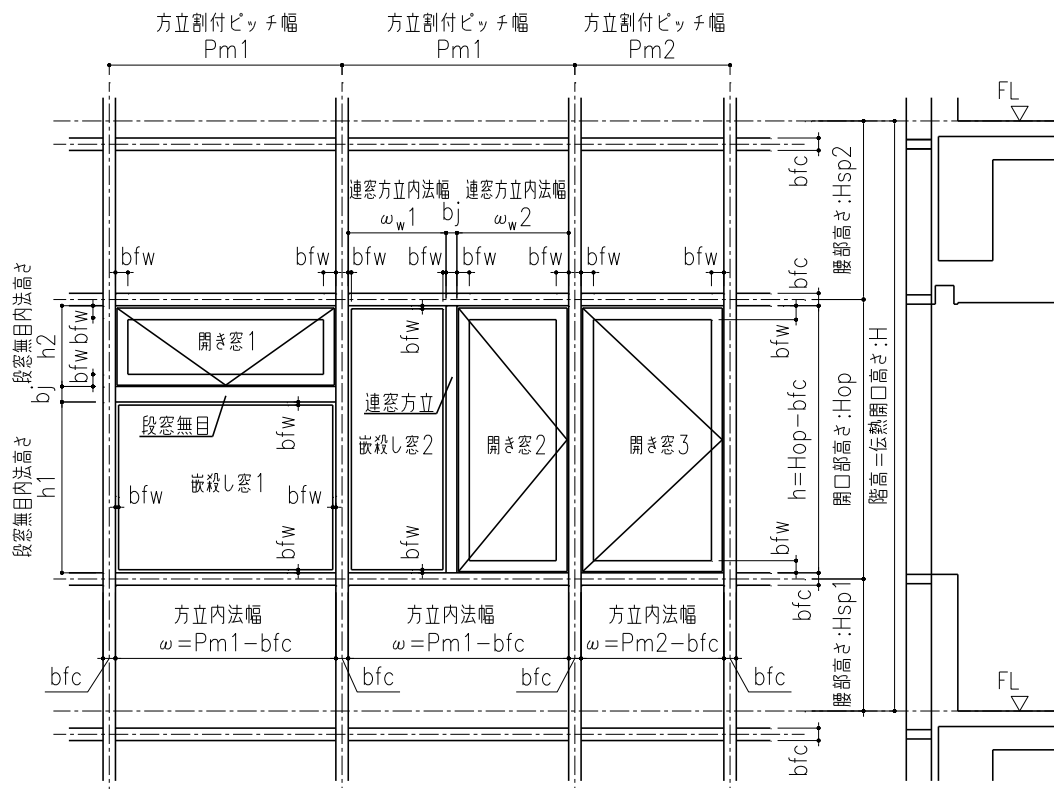 方立割付ピッチ幅
Pm1
方立割付ピッチ幅
Pm1
方立割付ピッチ幅
Pm2
FL
bfc
腰部高さ:Hsp2
連窓方立内法幅
ωw1
bj
連窓方立内法幅
ωw2
bfw
bfw
bfw
bfw
bfw
bfw
bfw
bfw
bfc
段窓無目内法高さ
h2
bfw
bfw
bj
開き窓1
bfw
bfw
段窓無目
連窓方立
嵌殺し窓2
開き窓2
開き窓3
h=Hop-bfc
開口部高さ:Hop
階高=伝熱開口高さ:H
段窓無目内法高さ
h1
bfw
嵌殺し窓1
bfw
bfw
bfw
bfw
bfw
bfc
方立内法幅
ω=Pm1-bfc
方立内法幅
ω=Pm1-bfc
方立内法幅
ω=Pm2-bfc
腰部高さ:Hsp1
bfc
bfc
bfc
bfc
FL
bfc